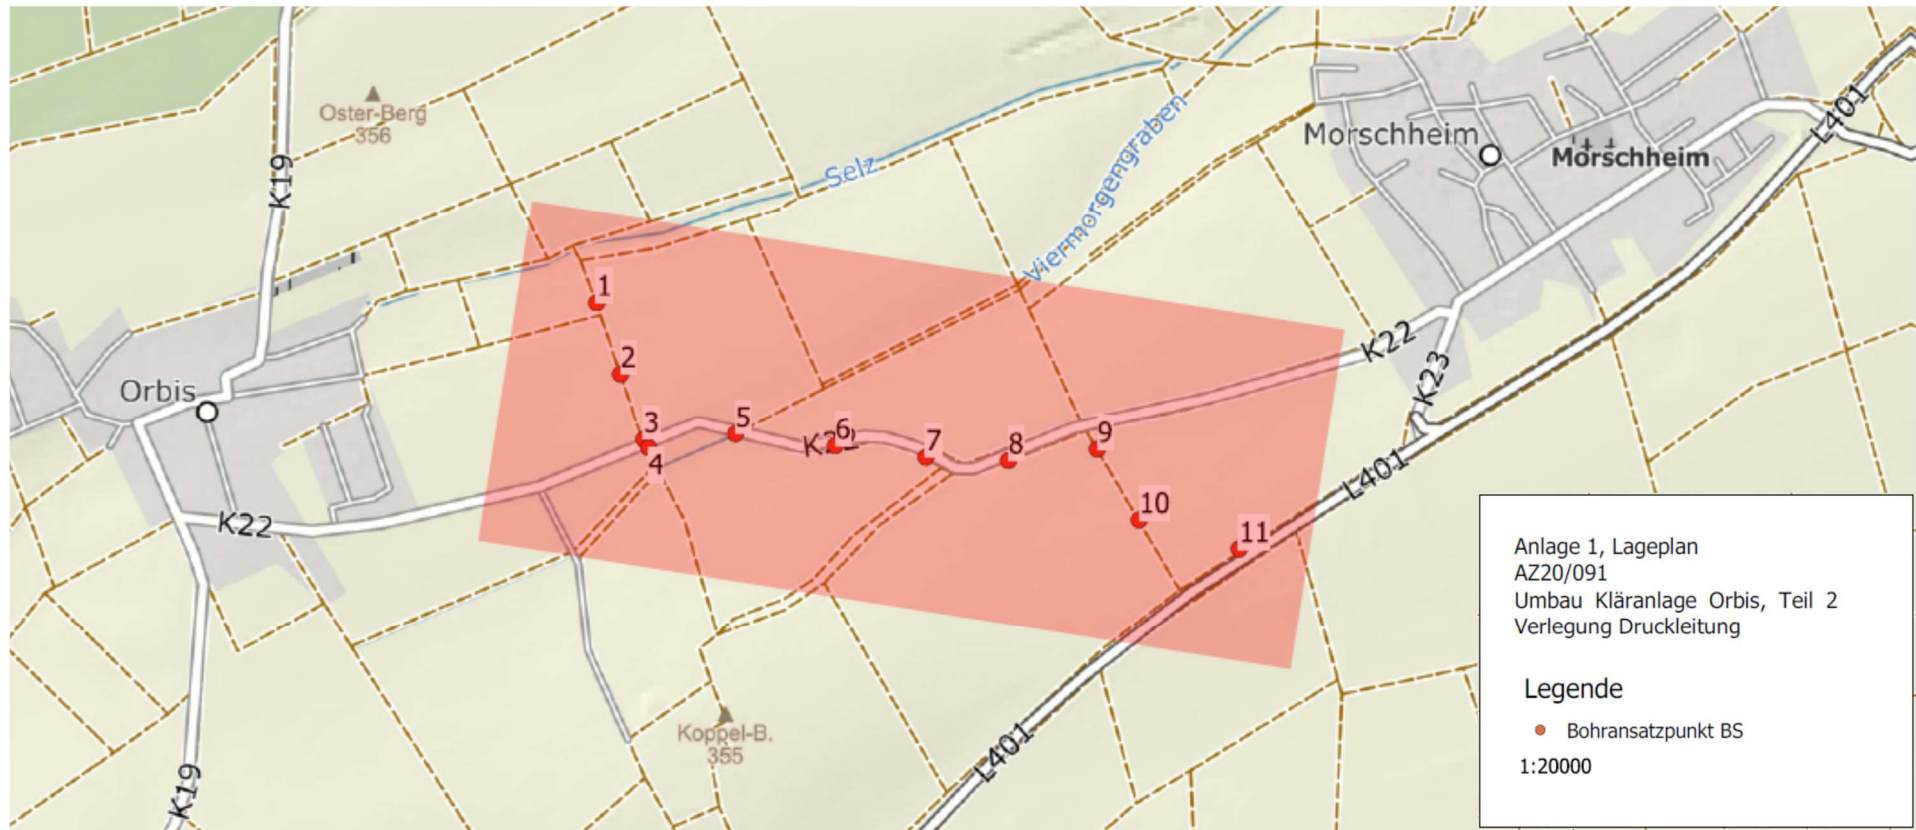 Oster-Berg
356
K19
Selz
Viermorgengraben
Morschheim
Morschheim
L401
Orbis
K22
K22
K23
L401
1
2
3
4
5
6
7
8
9
10
11
K22
Koppel-B.
355
L401
K19
Anlage 1, Lageplan
AZ20/091
Umbau Kläranlage Orbis, Teil 2
Verlegung Druckleitung
Legende
Bohransatzpunkt BS
1:20000